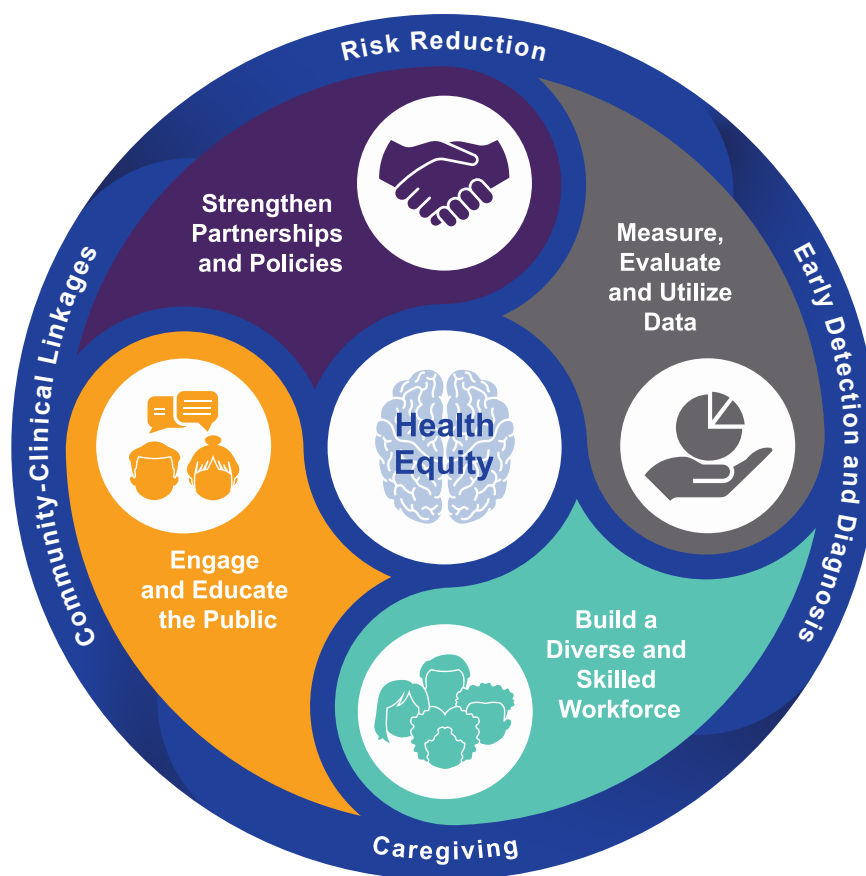 Risk Reduction
Strengthen
Partnerships
and Policies
Measure,
Evaluate
and Utilize
Data
Early Detection and Diagnosis
Community-Clinical Linkages
Health
Equity
Engage
and Educate
the Public
Build a
Diverse and
Skilled
Workforce
Caregiving